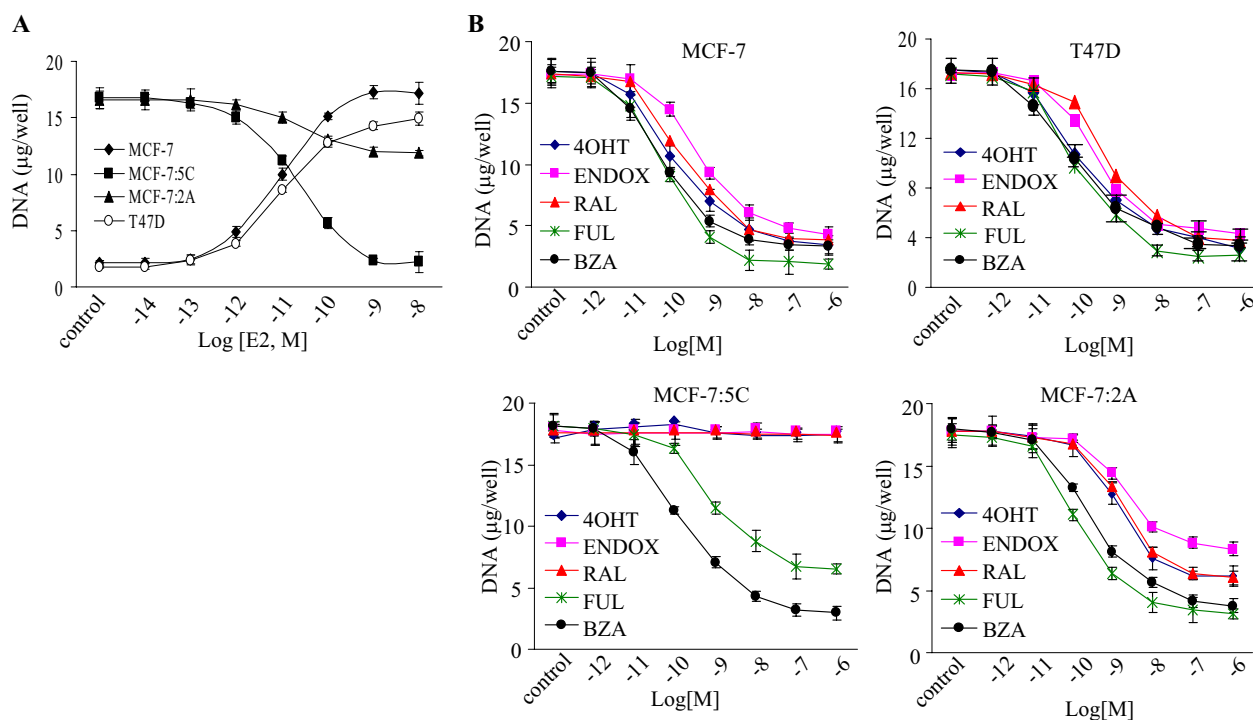 A
DNA (µg/well)
20
15
10
5
0
MCF-7
MCF-7:5C
MCF-7:2A
T47D
control -14 -13 -12 -11 -10 -9 -8
Log [E2, M]
B
MCF-7
DNA (µg/well)
20
15
10
5
0
4OHT
ENDOX
RAL
FUL
BZA
control -12 -11 -10 -9 -8 -7 -6
Log[M]
T47D
DNA (µg/well)
20
16
12
8
4
0
4OHT
ENDOX
RAL
FUL
BZA
control -12 -11 -10 -9 -8 -7 -6
Log[M]
MCF-7:5C
DNA (µg/well)
20
15
10
5
0
4OHT
ENDOX
RAL
FUL
BZA
control -12 -11 -10 -9 -8 -7 -6
Log[M]
MCF-7:2A
DNA (µg/well)
20
15
10
5
0
4OHT
ENDOX
RAL
FUL
BZA
control -12 -11 -10 -9 -8 -7 -6
Log[M]